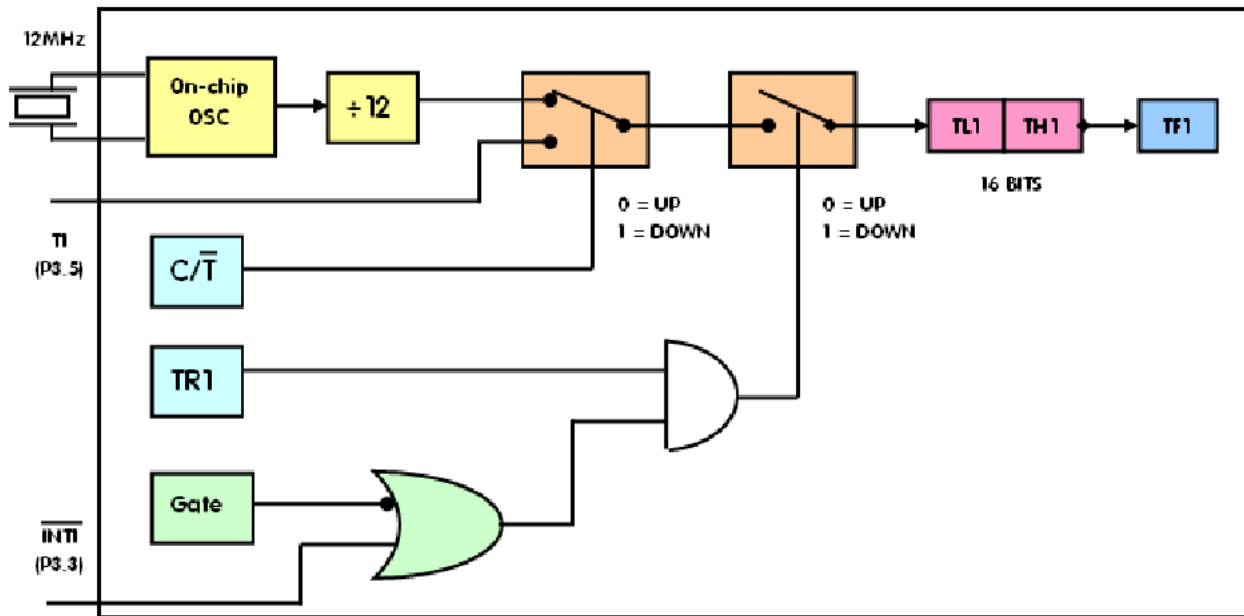 12MHz
On-chip
OSC
÷12
TL1
TH1
TF1
16 BITS
0 = UP
1 = DOWN
0 = UP
1 = DOWN
T1
(P3.5)
C/T̅
TR1
Gate
I̅N̅T̅1̅
(P3.3)